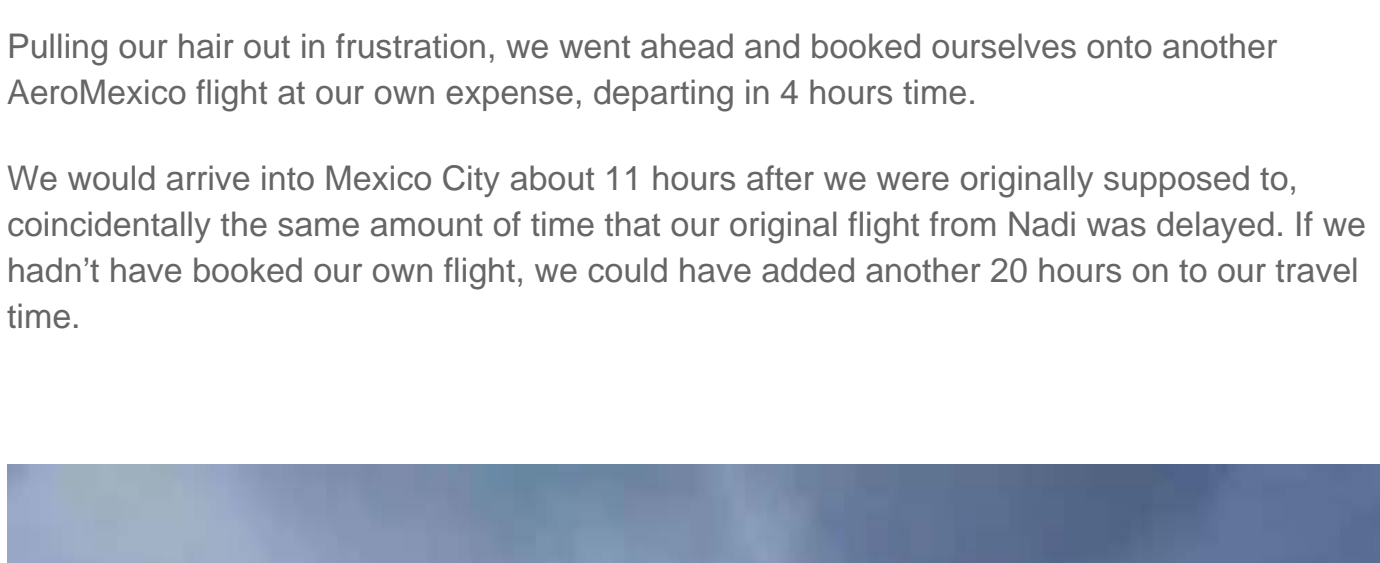 Pulling our hair out in frustration, we went ahead and booked ourselves onto another
AeroMexico flight at our own expense, departing in 4 hours time.
We would arrive into Mexico City about 11 hours after we were originally supposed to,
coincidentally the same amount of time that our original flight from Nadi was delayed. If we
hadn’t have booked our own flight, we could have added another 20 hours on to our travel
time.